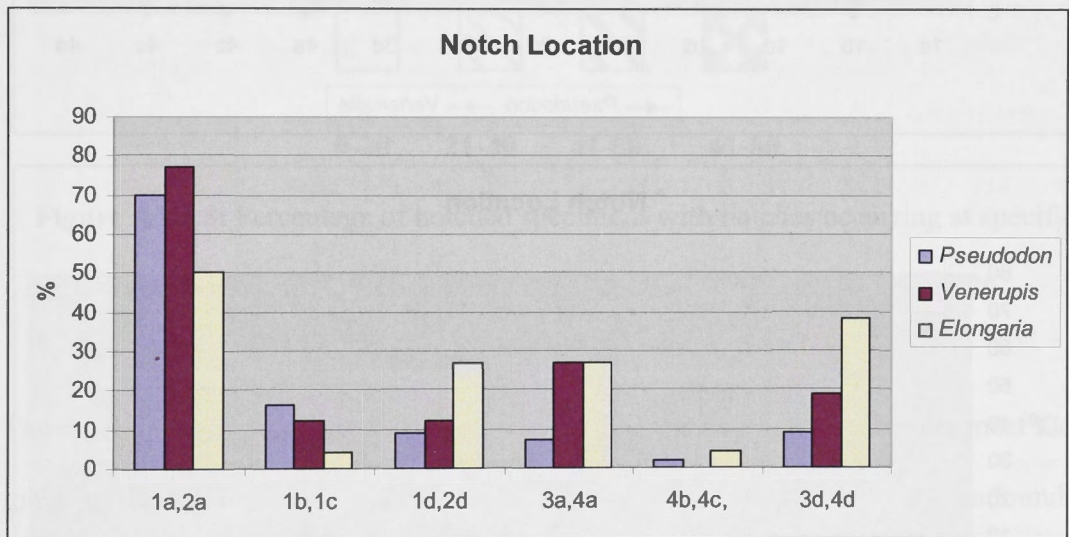 Notch Location
%
90
80
70
60
50
40
30
20
10
0
1a,2a 1b,1c 1d,2d 3a,4a 4b,4c, 3d,4d
Pseudodon
Venerupis
Elongaria